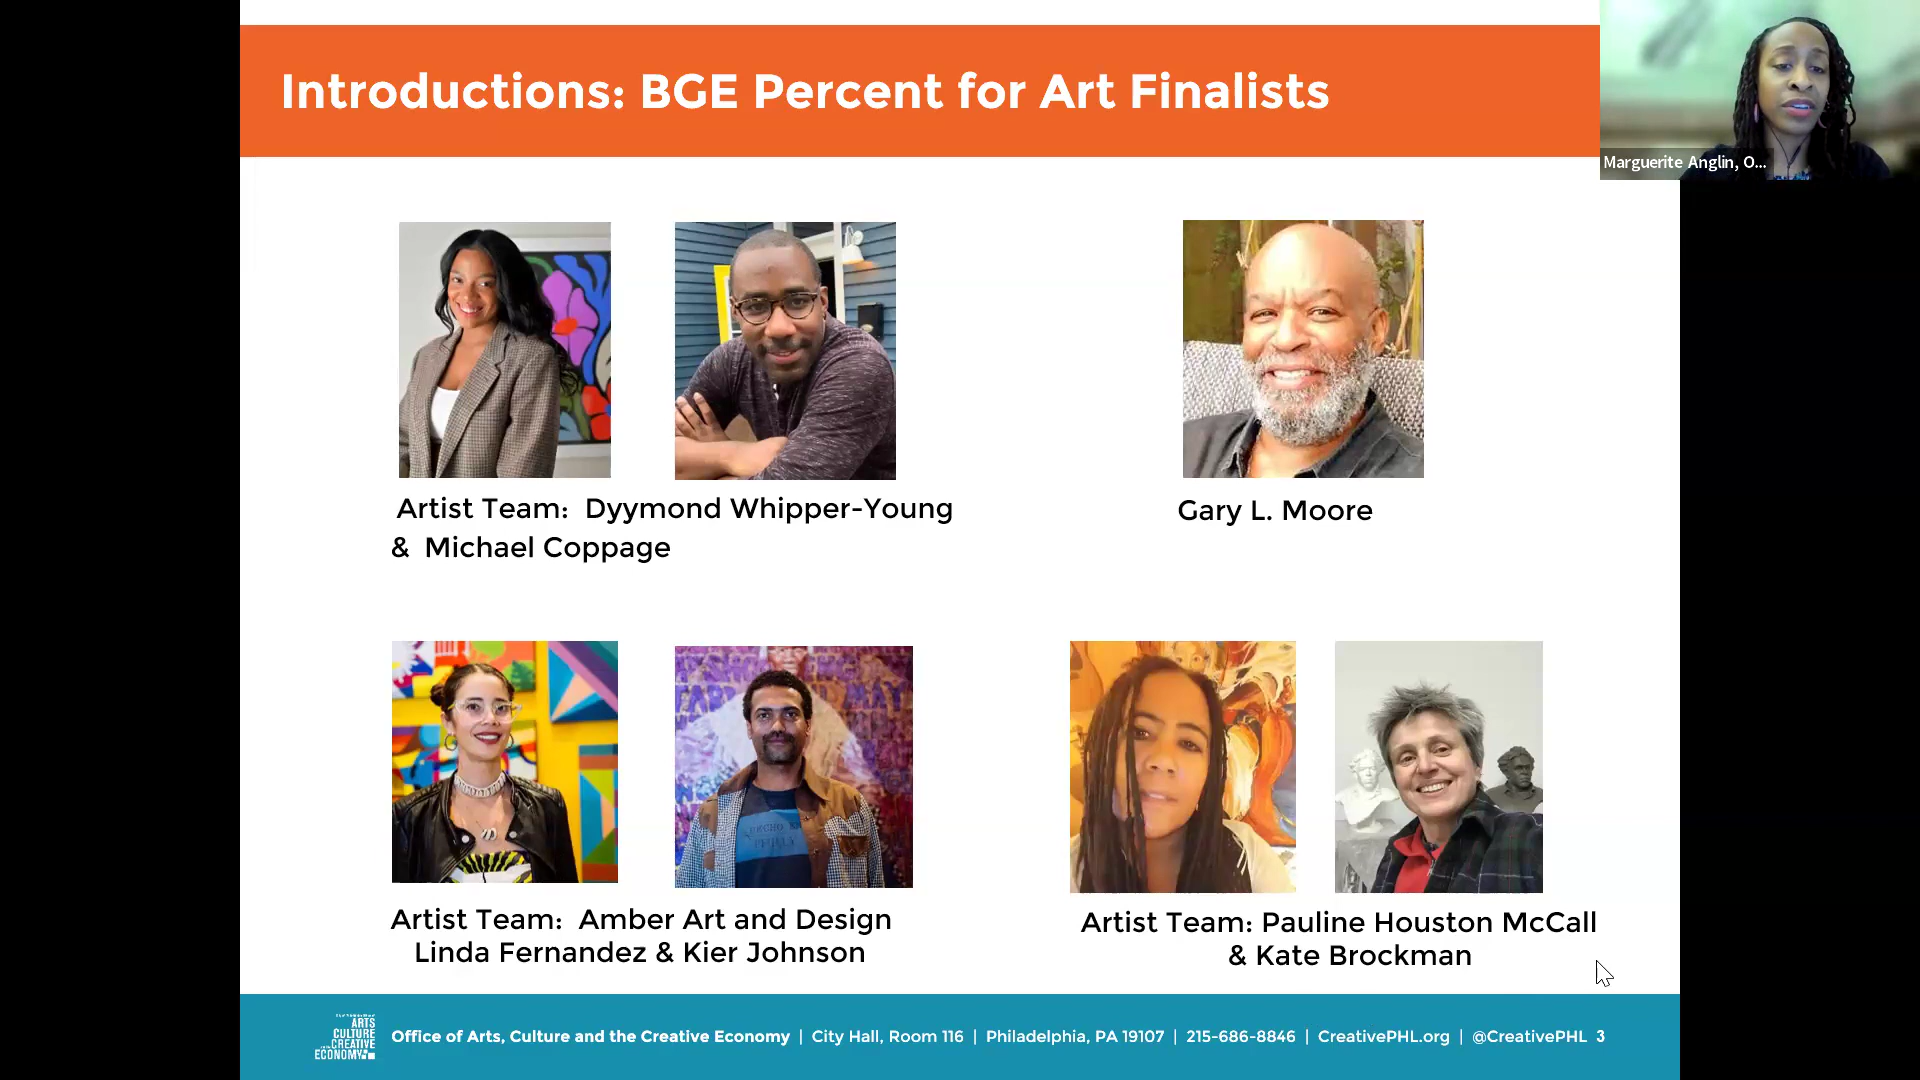 Introductions: BGE Percent for Art Finalists
Marguerite Anglin, O...
Artist Team:  Dyymond Whipper-Young
&  Michael Coppage
Gary L. Moore
Artist Team:  Amber Art and Design
Linda Fernandez & Kier Johnson
Artist Team: Pauline Houston McCall
& Kate Brockman
ARTS
CULTURE
CREATIVE
ECONOMY
Office of Arts, Culture and the Creative Economy | City Hall, Room 116 | Philadelphia, PA 19107 | 215-686-8846 | CreativePHL.org | @CreativePHL 3